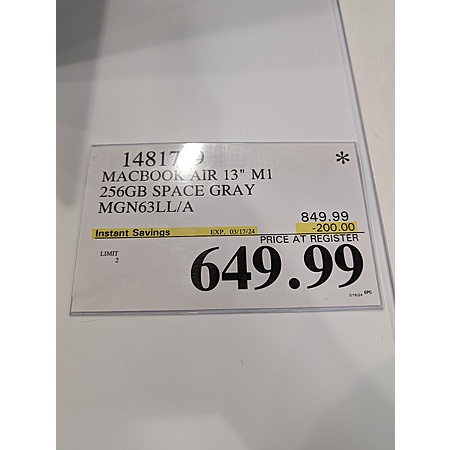 *
MACBOOK AIR 13" M1
256GB SPACE GRAY
MGN63LL/A
849.99
Instant Savings EXP. 03/17/24 -200.00
PRICE AT REGISTER
LIMIT
2
649.99
EPC